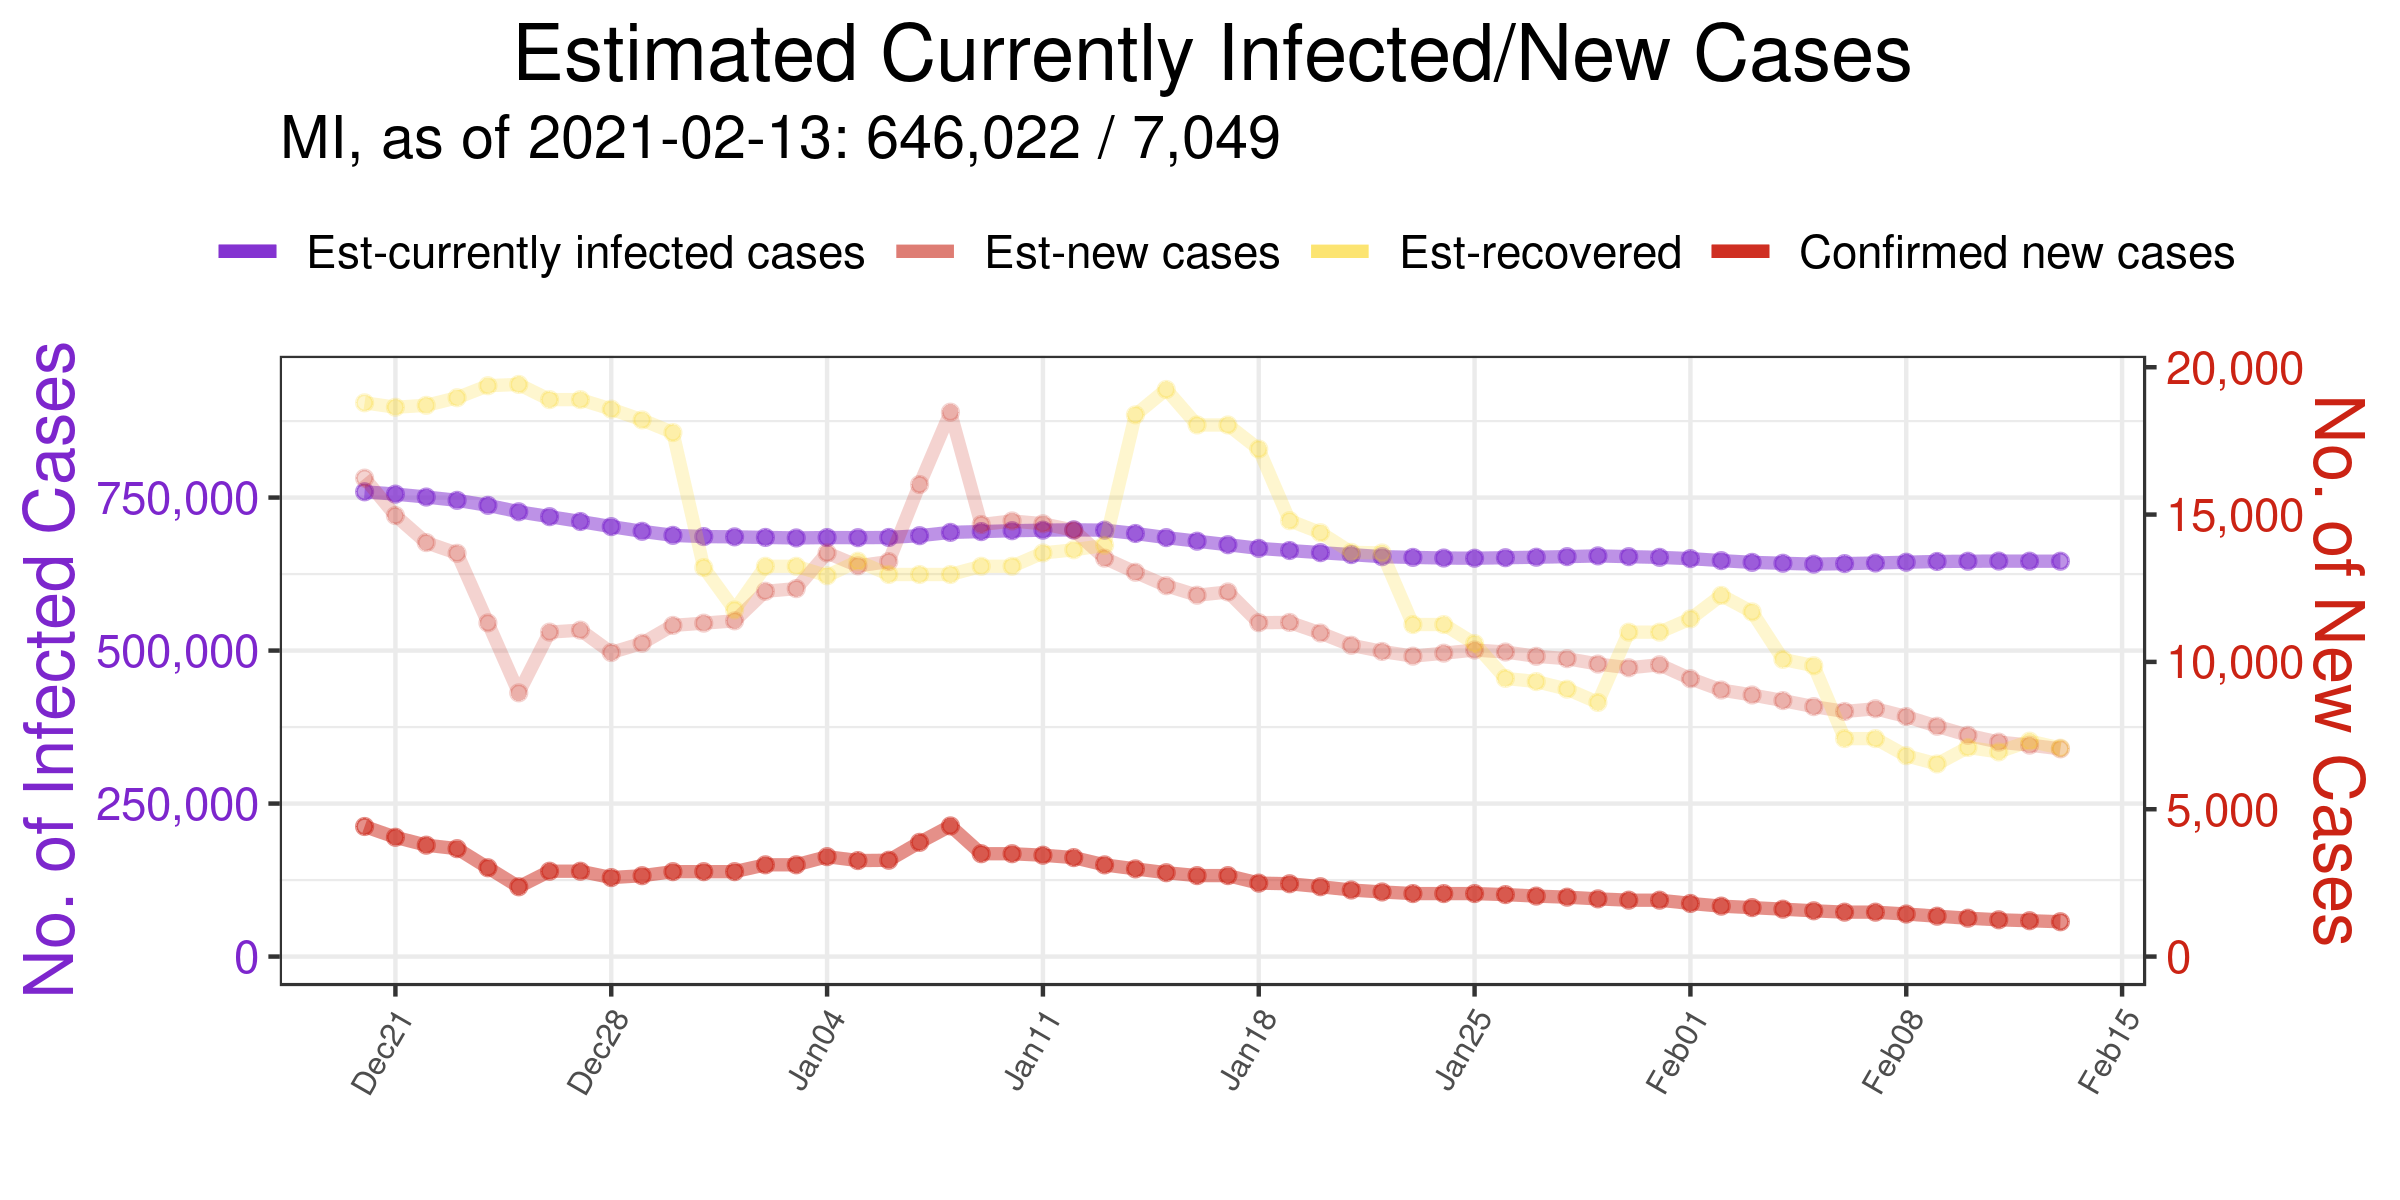 Estimated Currently Infected/New Cases
MI, as of 2021-02-13: 646,022 / 7,049
Est-currently infected cases Est-new cases Est-recovered Confirmed new cases
No. of Infected Cases
750,000
500,000
250,000
0
20,000
15,000
10,000
5,000
0
No. of New Cases
Dec21 Dec28 Jan04 Jan11 Jan18 Jan25 Feb01 Feb08 Feb15